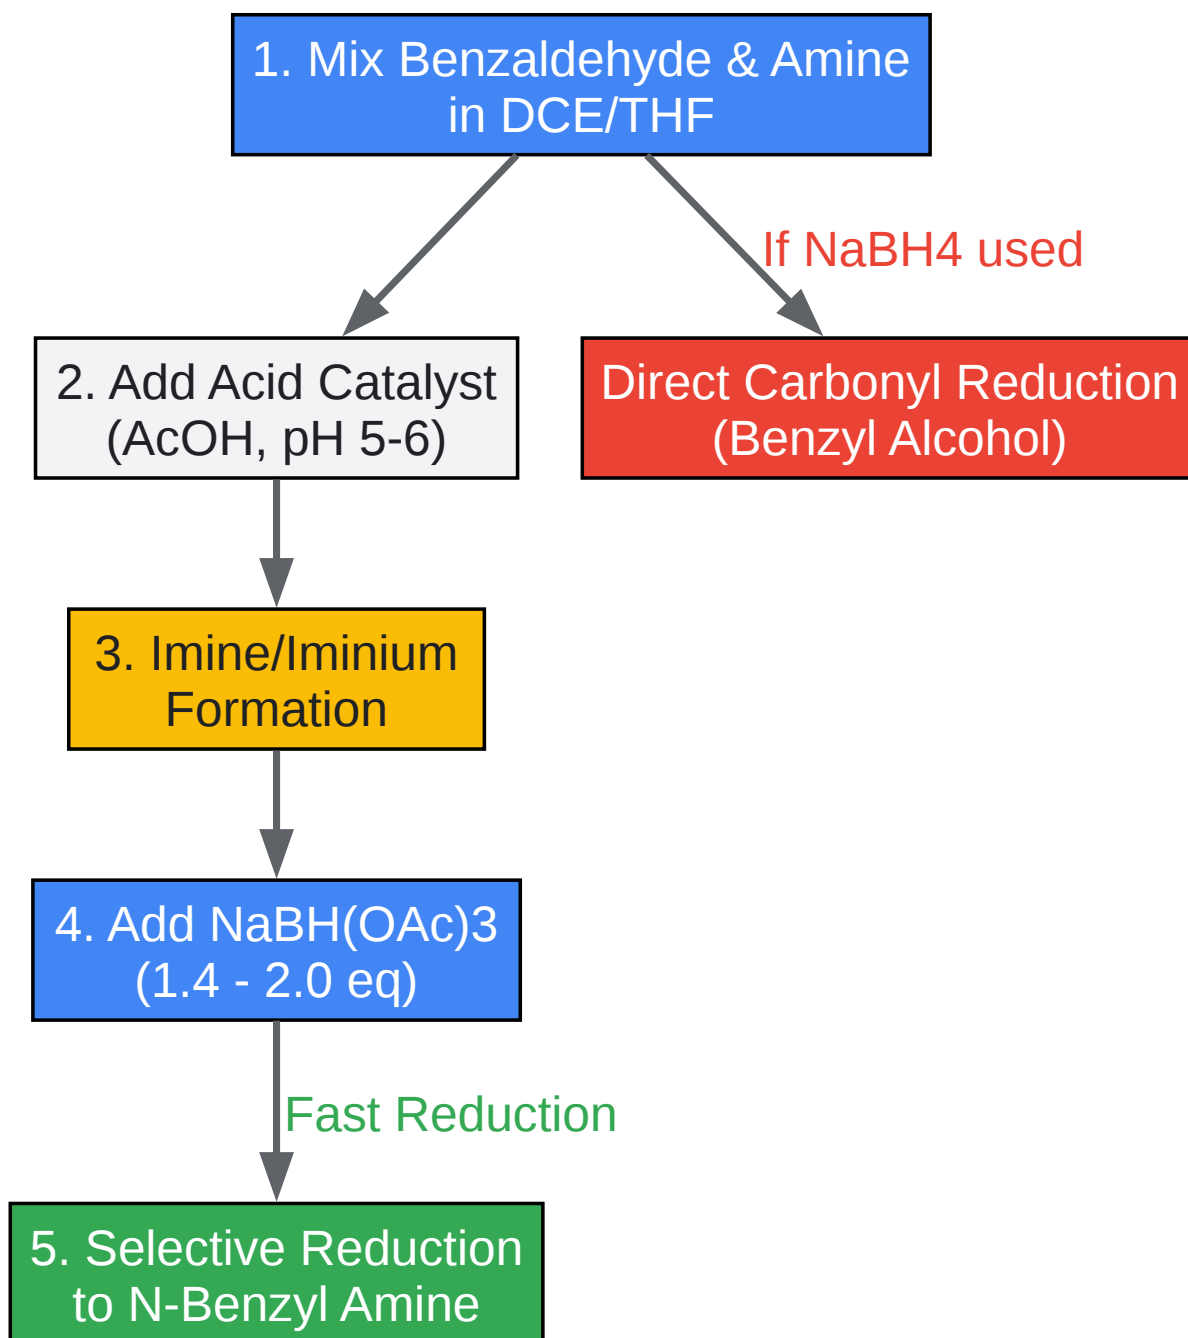 1. Mix Benzaldehyde & Amine
in DCE/THF
If NaBH4 used
2. Add Acid Catalyst
(AcOH, pH 5-6)
Direct Carbonyl Reduction
(Benzyl Alcohol)
3. Imine/Iminium
Formation
4. Add NaBH(OAc)3
(1.4 - 2.0 eq)
Fast Reduction
5. Selective Reduction
to N-Benzyl Amine